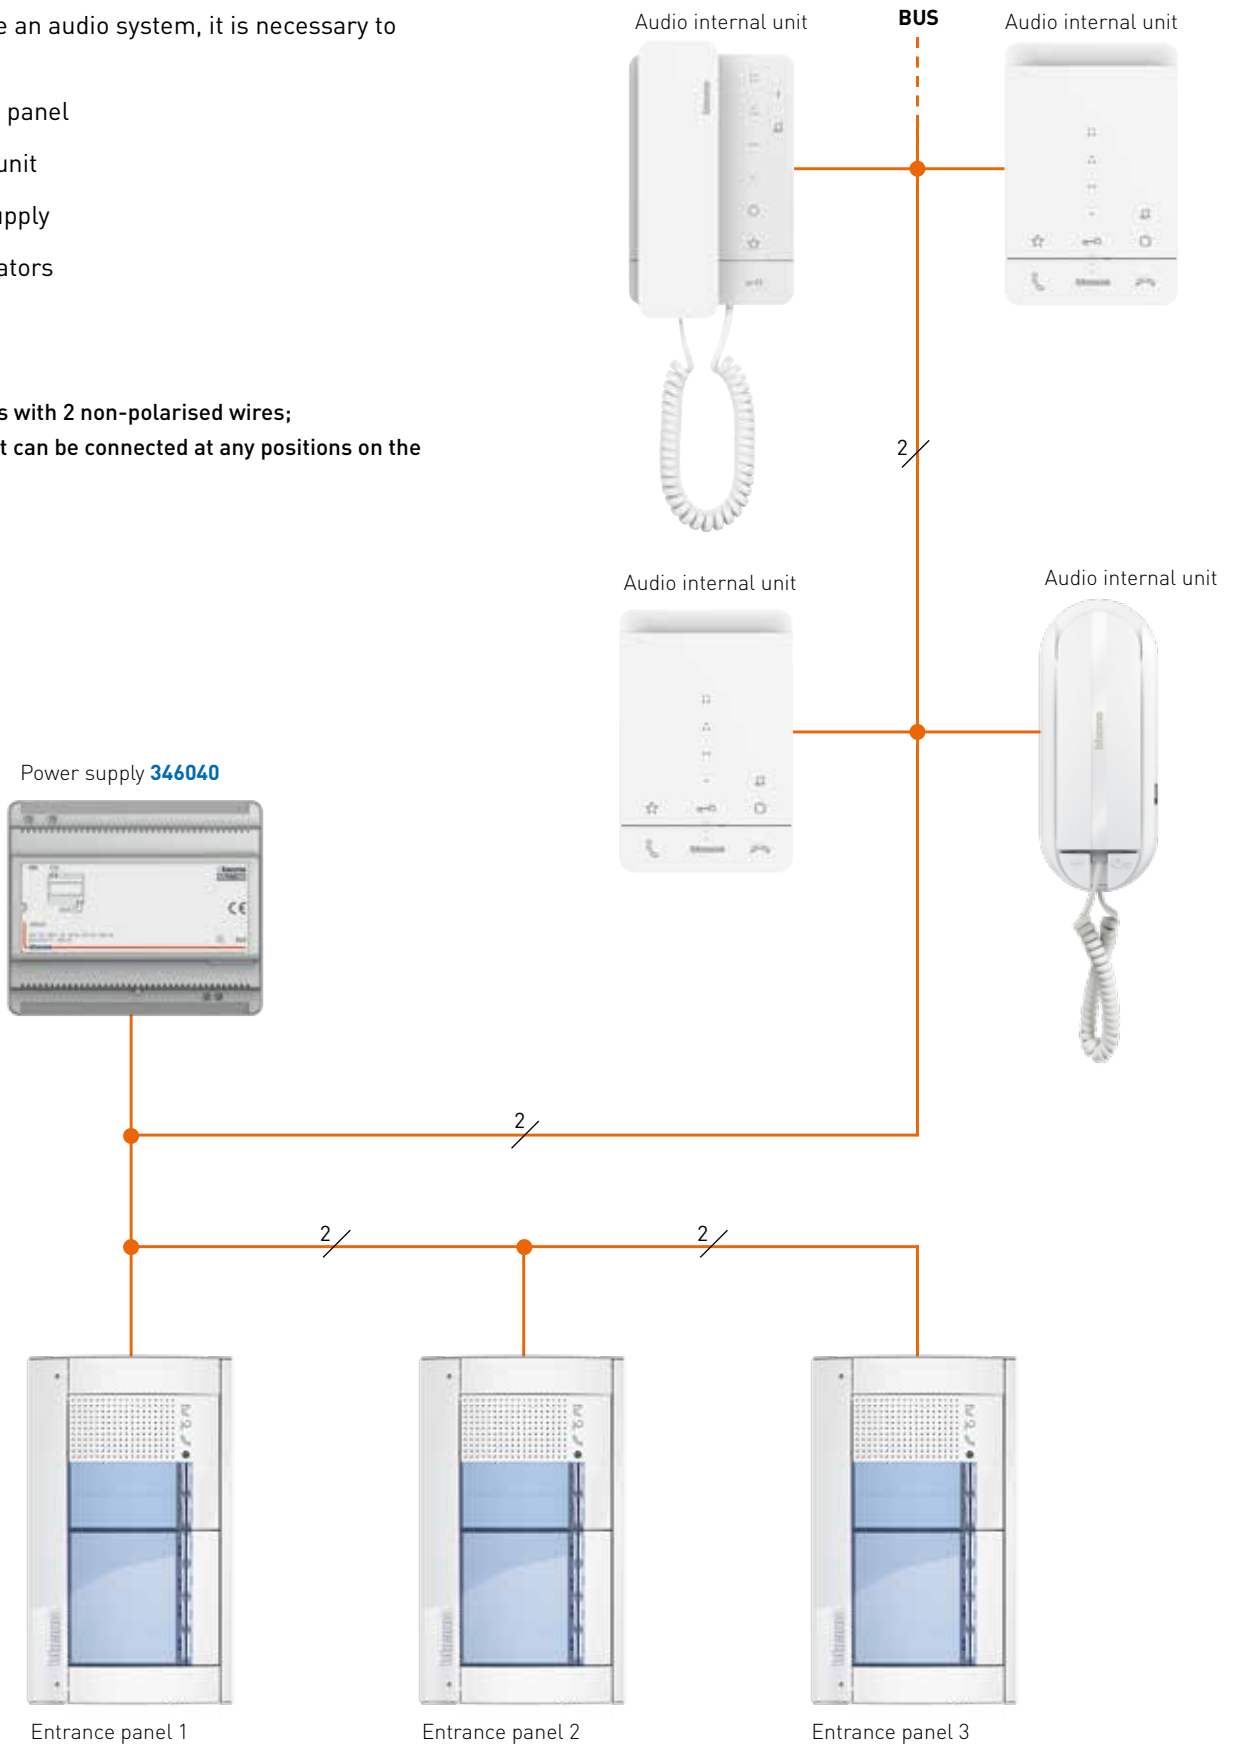 e an audio system, it is necessary to
panel
unit
upply
ators
s with 2 non-polarised wires;
t can be connected at any positions on the
Audio internal unit
BUS
Audio internal unit
2
Audio internal unit
Audio internal unit
Power supply 346040
CE
2
2
2
Entrance panel 1
Entrance panel 2
Entrance panel 3